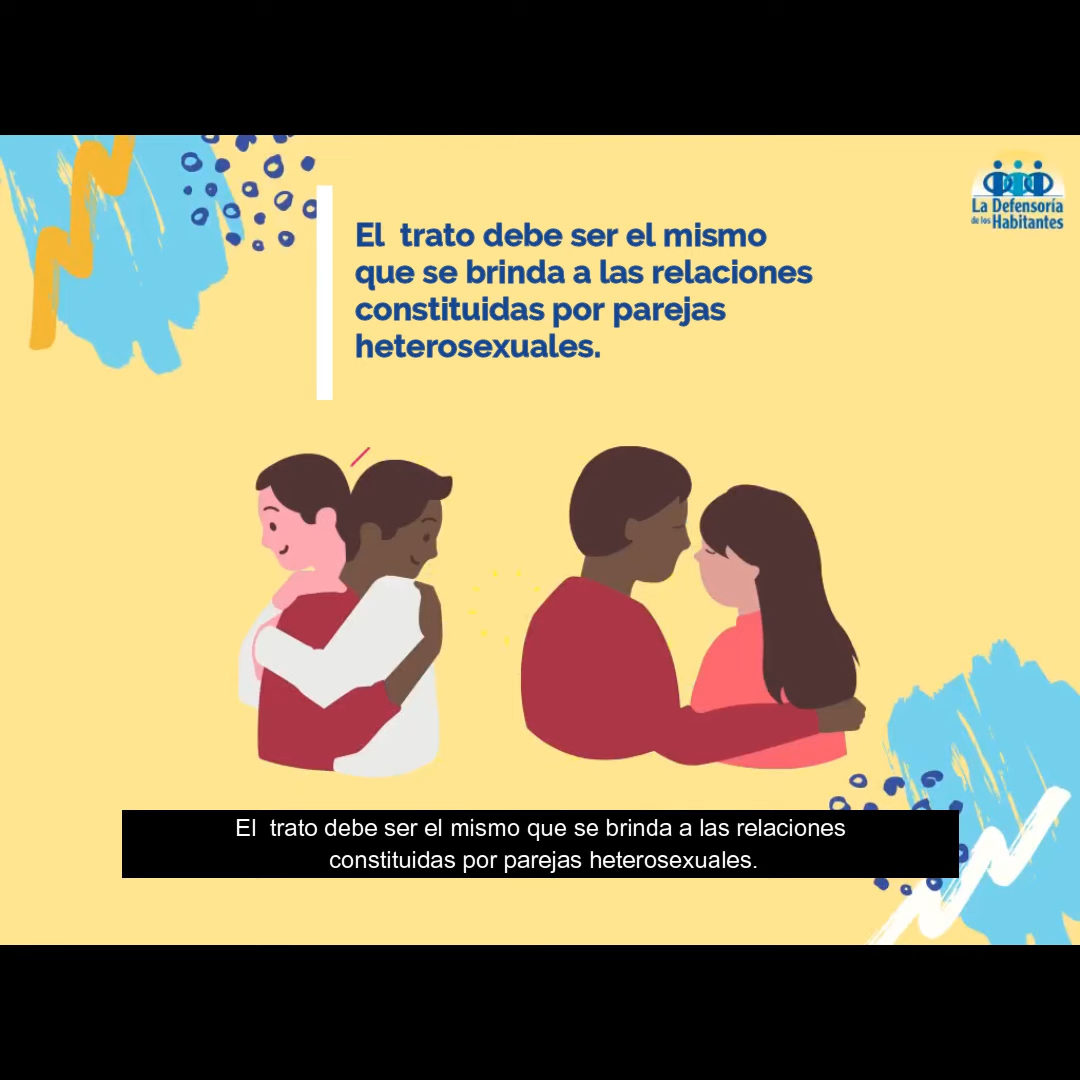 La Defensoría
de los Habitantes
El  trato debe ser el mismo
que se brinda a las relaciones
constituidas por parejas
heterosexuales.
El  trato debe ser el mismo que se brinda a las relaciones
constituidas por parejas heterosexuales.